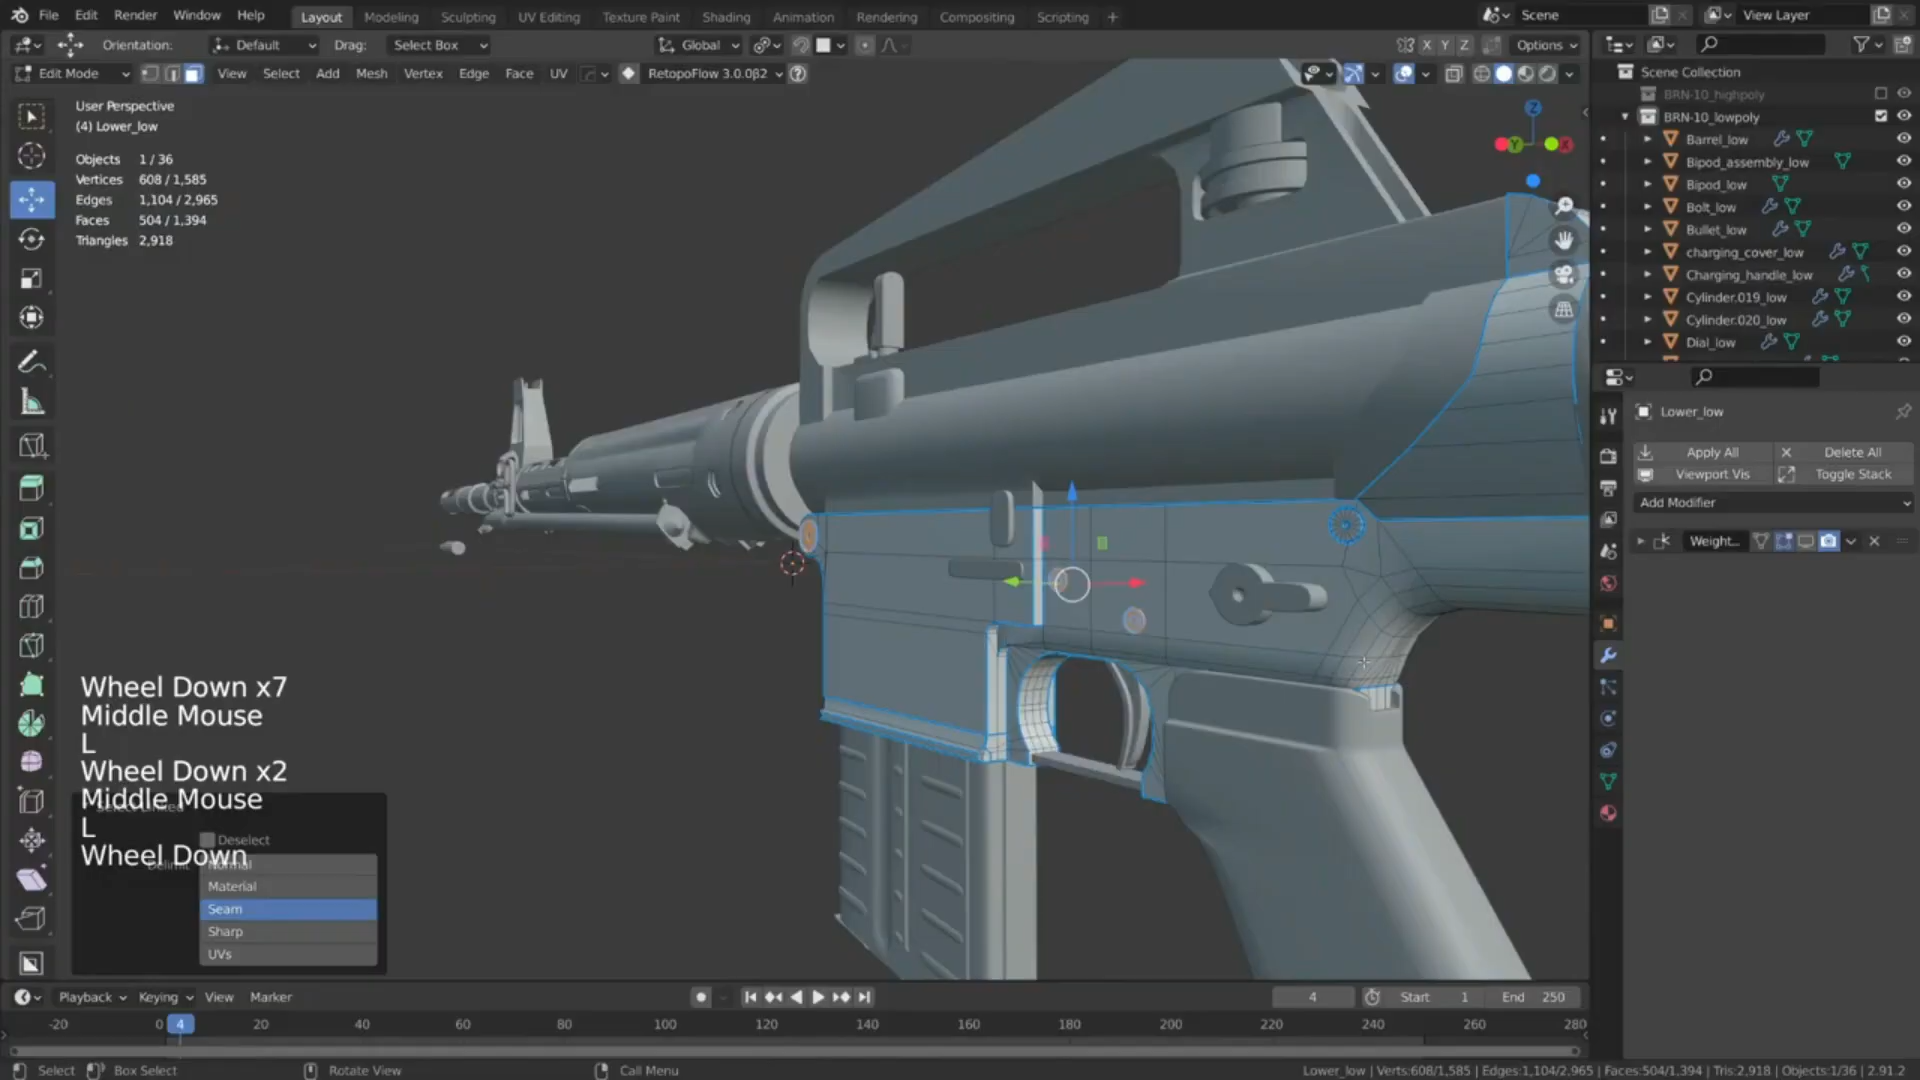 File Edit Render Window Help Layout Modeling Sculpting UV Editing Texture Paint Shading Animation Rendering Compositing Scripting + Scene View Layer
Orientation: Default Drag: Select Box Global X Y Z Options
Edit Mode View Select Add Mesh Vertex Edge Face UV RetopoFlow 3.0.0β2
User Perspective
(4) Lower_low
Objects 1 / 36
Vertices 608 / 1,585
Edges 1,104 / 2,965
Faces 504 / 1,394
Triangles 2,918
Z
Y
X
Wheel Down x7
Middle Mouse
L
Wheel Down x2
Middle Mouse
L
Wheel Down
Deselect
Normal
Material
Seam
Sharp
UVs
Scene Collection
BRN-10_highpoly
BRN-10_lowpoly
Barrel_low
Bipod_assembly_low
Bipod_low
Bolt_low
Bullet_low
charging_cover_low
Charging_handle_low
Cylinder.019_low
Cylinder.020_low
Dial_low
Lower_low
Apply All Delete All
Viewport Vis Toggle Stack
Add Modifier
Weight...
Playback Keying View Marker 4 Start 1 End 250
-20 0 4 20 40 60 80 100 120 140 160 180 200 220 240 260 280
Select Box Select Rotate View Call Menu Lower_low | Verts:608/1,585 | Edges:1,104/2,965 | Faces:504/1,394 | Tris:2,918 | Objects:1/36 | 2.91.2